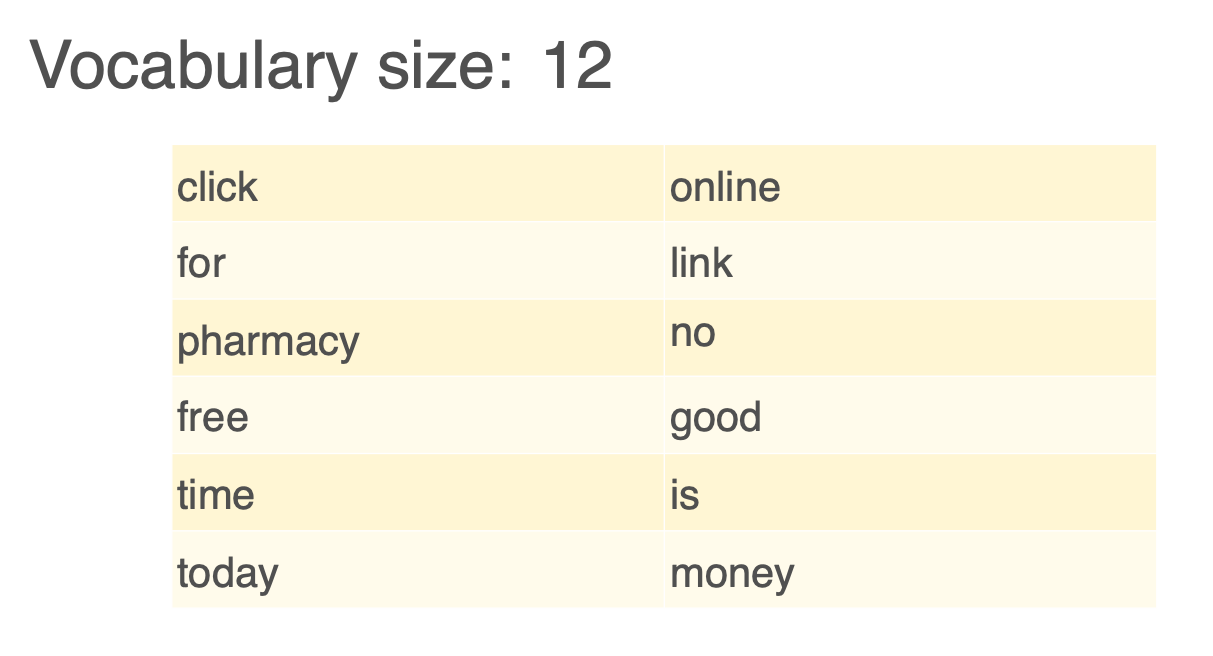 Vocabulary size: 12
click online
for link
pharmacy no
free good
time is
today money